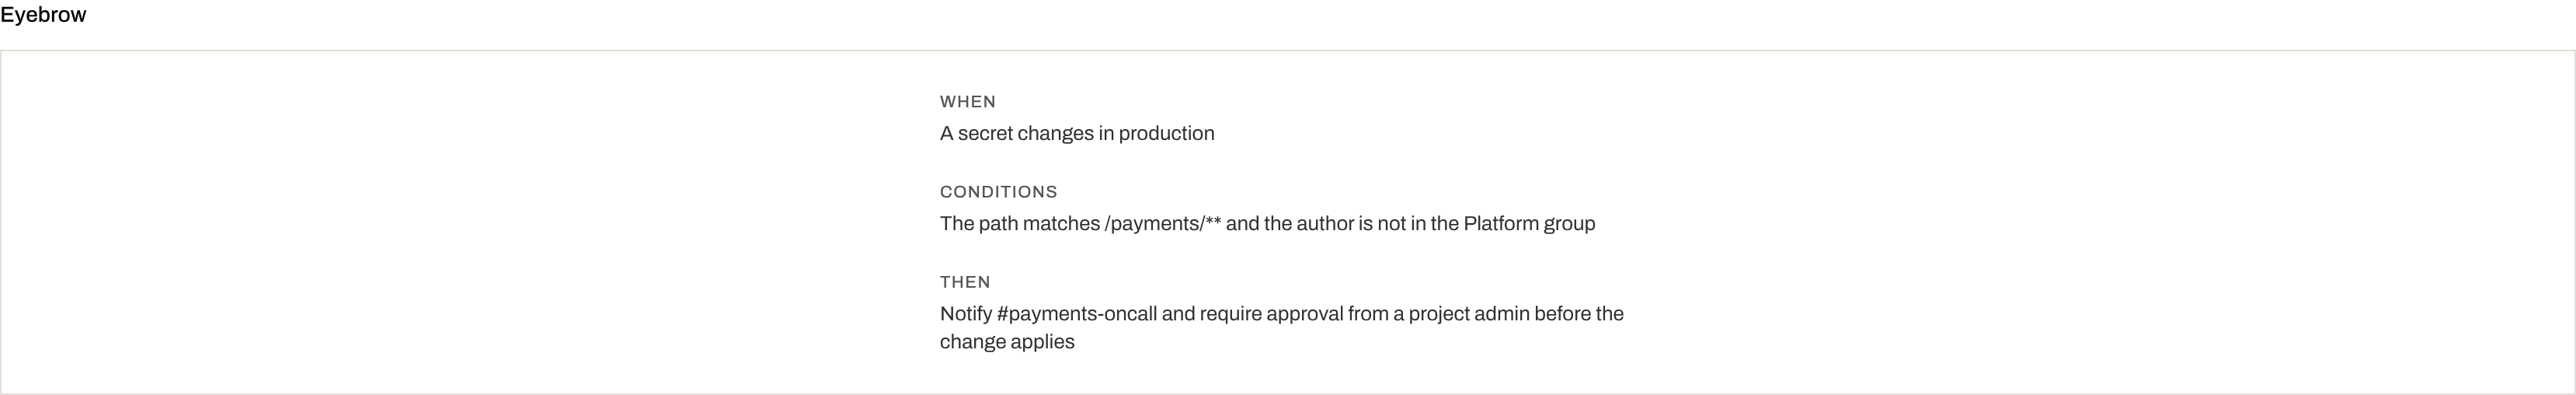 Eyebrow
WHEN
A secret changes in production
CONDITIONS
The path matches /payments/** and the author is not in the Platform group
THEN
Notify #payments-oncall and require approval from a project admin before the
change applies